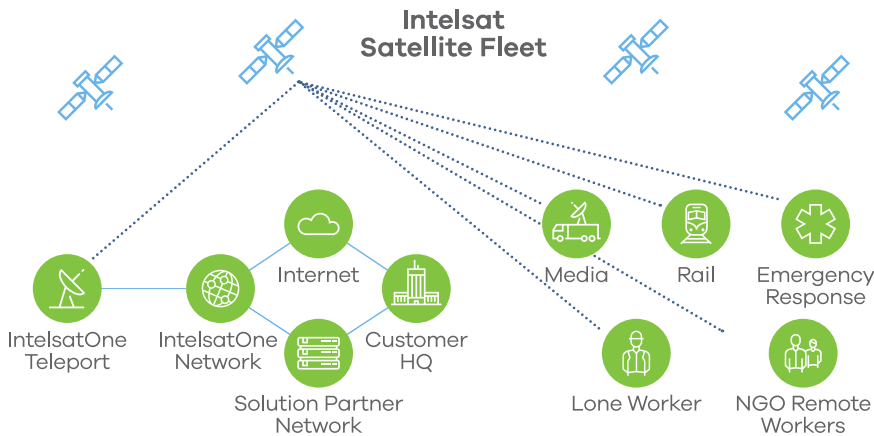 Intelsat
Satellite Fleet
Internet
Media
Rail
Emergency
Response
IntelsatOne
Teleport
IntelsatOne
Network
Customer
HQ
Solution Partner
Network
Lone Worker
NGO Remote
Workers